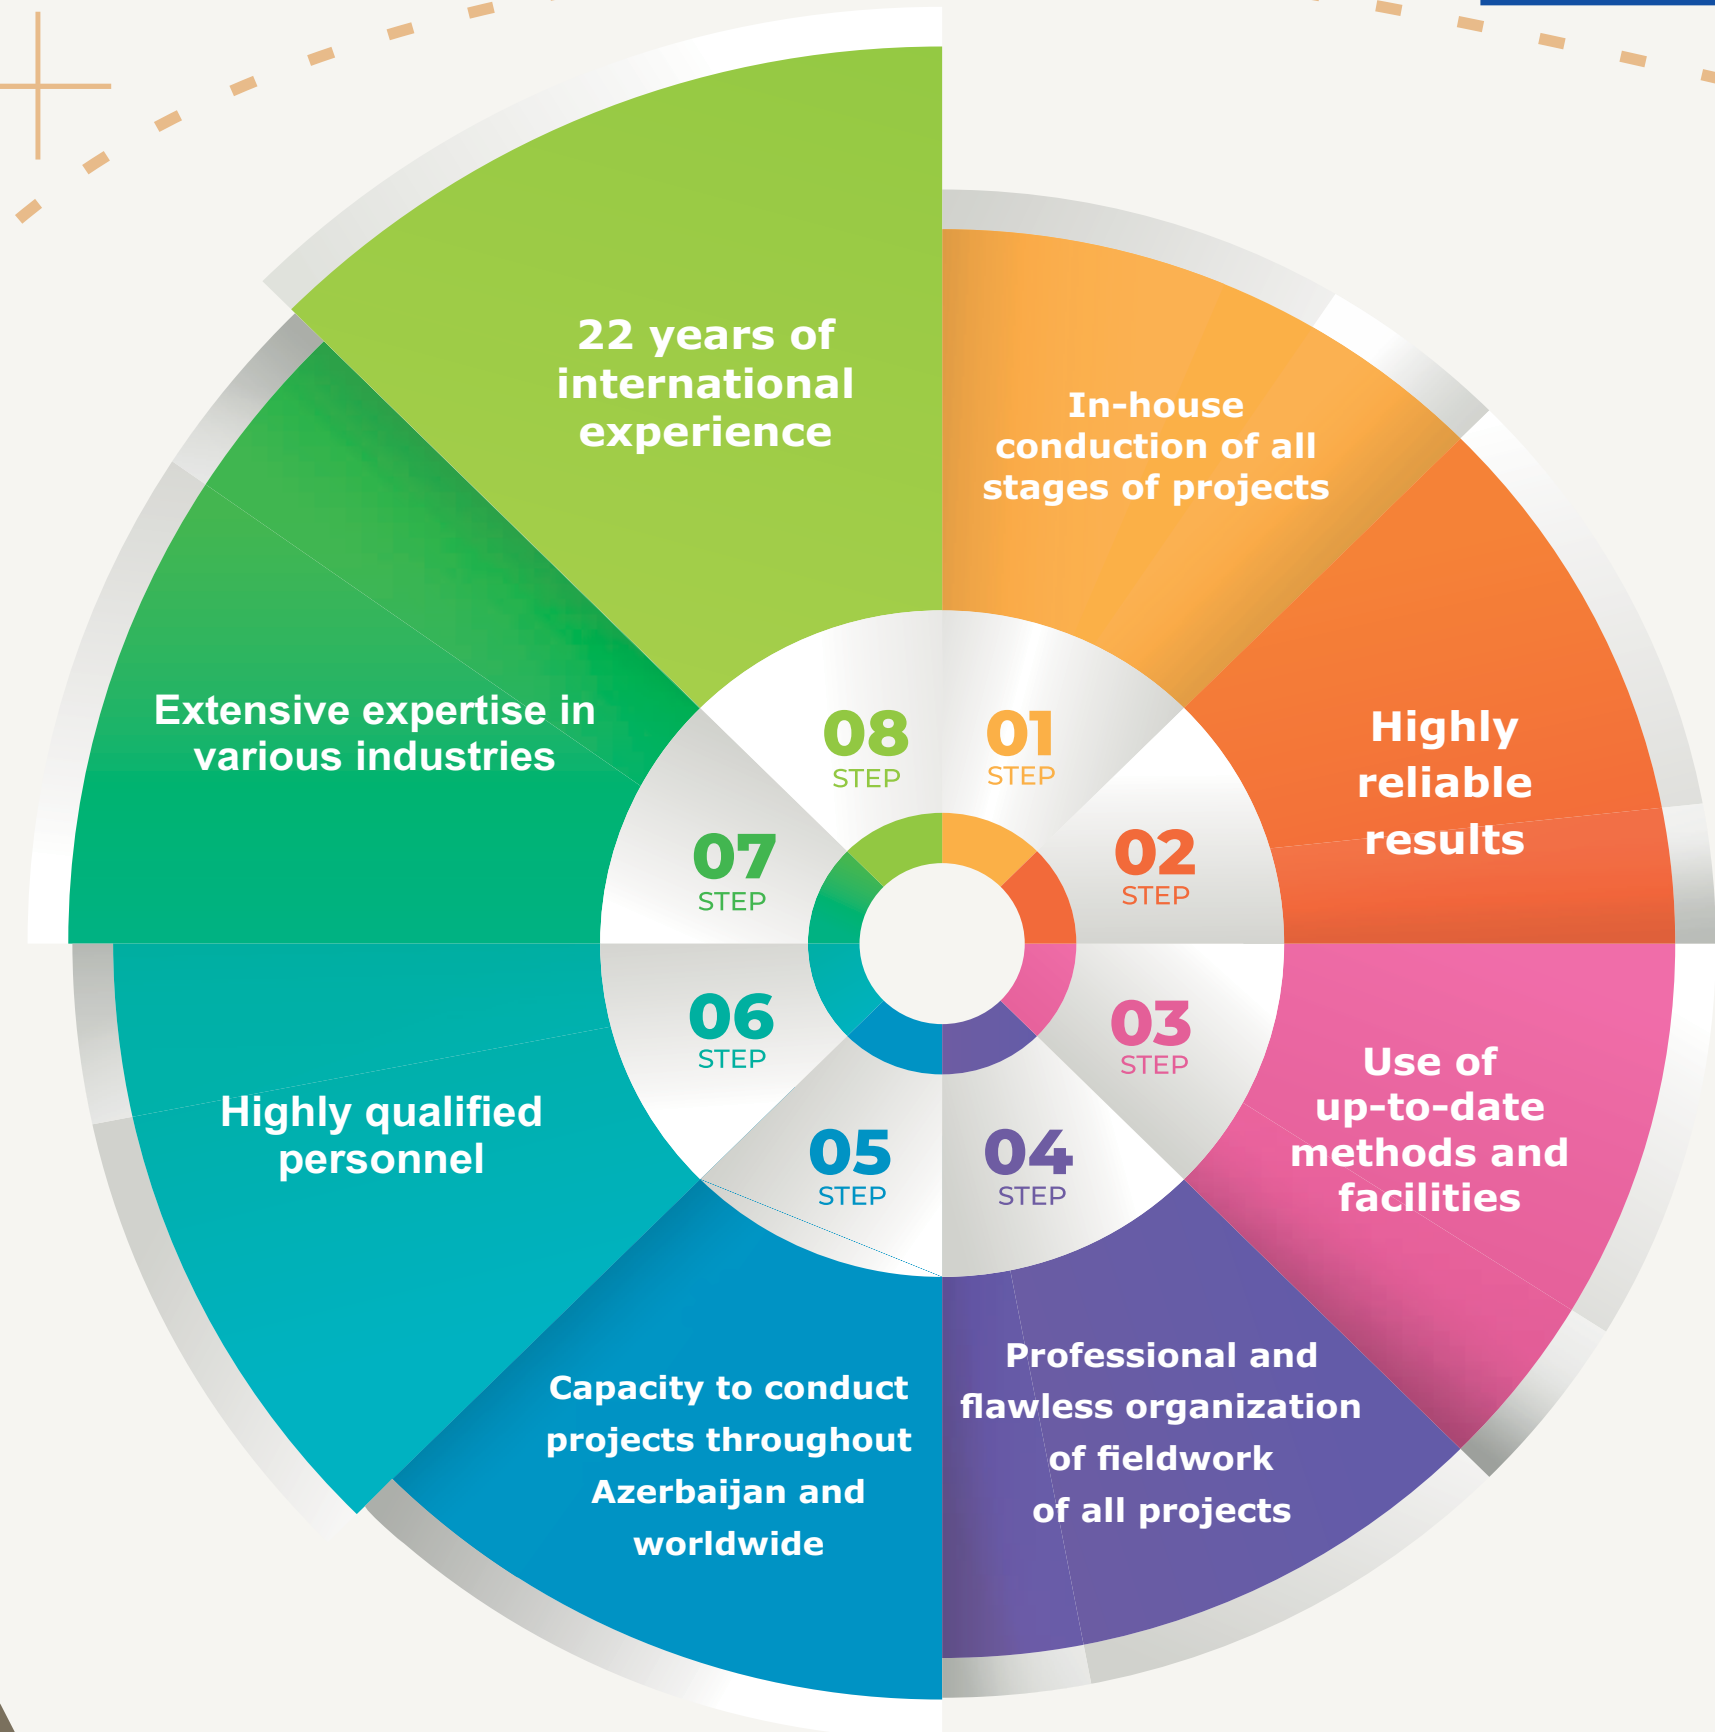 22 years of
international
experience
In-house
conduction of all
stages of projects
Highly
reliable
results
Use of
up-to-date
methods and
facilities
Professional and
flawless organization
of fieldwork
of all projects
Capacity to conduct
projects throughout
Azerbaijan and
worldwide
Highly qualified
personnel
Extensive expertise in
various industries
08
STEP
01
STEP
02
STEP
03
STEP
04
STEP
05
STEP
06
STEP
07
STEP